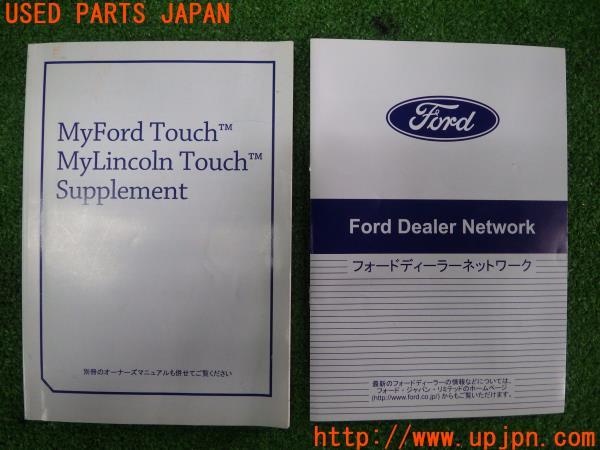 USED PARTS JAPAN
MyFord Touch™
MyLincoln Touch™
Supplement
別冊のオーナーズマニュアルも併せてご覧ください
Ford
Ford Dealer Network
フォードディーラーネットワーク
最新のフォードディーラーの情報などについては、
フォード・ジャパン・リミテッドのホームページ
(http://www.ford.co.jp/) からもご覧いただけます。
http://www.upjpn.com/